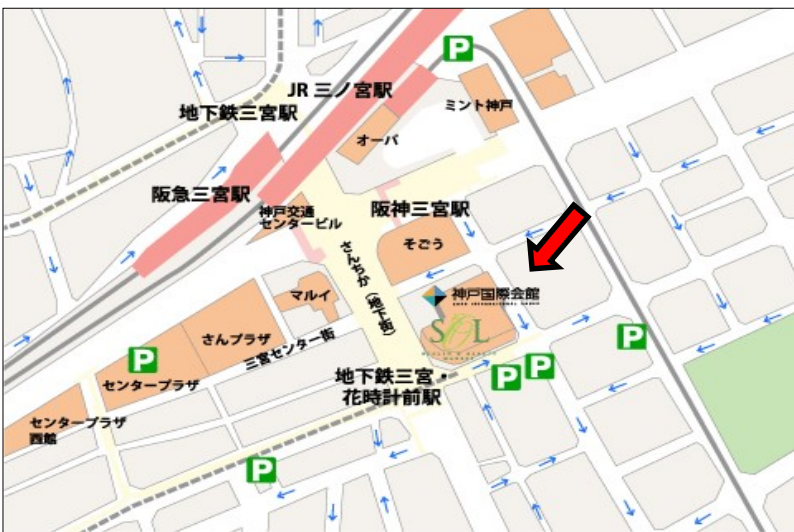 P
JR 三ノ宮駅
ミント神戸
地下鉄三宮駅
オーパ
阪急三宮駅
神戸交通
センタービル
阪神三宮駅
そごう
さんちか（地下街）
マルイ
神戸国際会館
KOBE INTERNATIONAL HOUSE
SOL
さんプラザ
三宮センター街
P
P
P
P
センタープラザ
地下鉄三宮・
花時計前駅
センタープラザ
西館
P